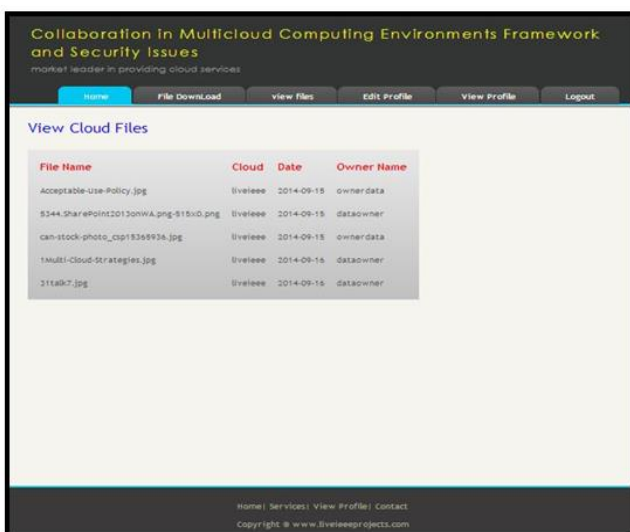 Collaboration in Multicloud Computing Environments Framework
and Security Issues
market leader in providing cloud services
Home File DownLoad view files Edit Profile View Profile Logout
View Cloud Files
File Name Cloud Date Owner Name
Acceptable-Use-Policy.jpg liveieee 2014-09-15 ownerdata
5344.SharePoint2013onWA.png-515x0.png liveieee 2014-09-15 dataowner
can-stock-photo_csp15365936.jpg liveieee 2014-09-15 ownerdata
1Multi-Cloud-Strategies.jpg liveieee 2014-09-16 dataowner
31talk7.jpg liveieee 2014-09-16 dataowner
Home| Services| View Profile| Contact
Copyright @ www.liveieeeprojects.com